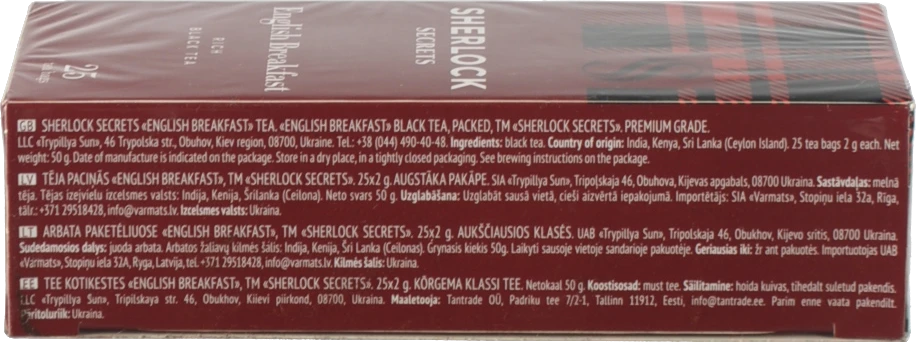 SHERLOCK
SECRETS
English Breakfast
RICH
BLACK TEA
25
tea bags
GB SHERLOCK SECRETS «ENGLISH BREAKFAST» TEA. «ENGLISH BREAKFAST» BLACK TEA, PACKED, TM «SHERLOCK SECRETS». PREMIUM GRADE.
LLC «Trypillya Sun», 46 Trypolska str., Obuhov, Kiev region, 08700, Ukraine. Tel.: +38 (044) 490-40-48. Ingredients: black tea. Country of origin: India, Kenya, Sri Lanka (Ceylon Island). 25 tea bags 2 g each. Net
weight: 50 g. Date of manufacture is indicated on the package. Store in a dry place, in a tightly closed packaging. See brewing instructions on the package.
LV TĒJA PACIŅĀS «ENGLISH BREAKFAST», TM «SHERLOCK SECRETS». 25x2 g. AUGSTĀKA PAKĀPE. SIA «Trypillya Sun», Tripoļskaja 46, Obuhova, Kijevas apgabals, 08700 Ukraina. Sastāvdaļas: melnā
tēja. Tējas izejvielu izcelsmes valsts: Indija, Kenija, Šrilanka (Ceilona). Neto svars 50 g. Uzglabāšana: Uzglabāt sausā vietā, cieši aizvērtā iepakojumā. Importētājs: SIA «Varmats», Stopiņu iela 32a, Rīga,
tālr.: +371 29518428, info@varmats.lv. Izcelsmes valsts: Ukraina.
LT ARBATA PAKETĖLIUOSE «ENGLISH BREAKFAST», TM «SHERLOCK SECRETS». 25x2 g. AUKŠČIAUSIOS KLASĖS. UAB «Trypillya Sun», Tripolskaja 46, Obukhov, Kijevo sritis, 08700, Ukraina.
Sudedamosios dalys: juoda arbata. Arbatos žaliavų kilmės šalis: Indija, Kenija, Šri Lanka (Ceilonas). Grynasis kiekis 50g. Laikyti sausoje vietoje sandarioje pakuotėje. Geriausias iki: žr ant pakuotės. Importuotojas UAB
«Varmats», Stopiņu iela 32A, Ryga, Latvija, tel. +371 29518428, info@varmats.lv. Kilmės šalis: Ukraina.
EE TEE KOTIKESTES «ENGLISH BREAKFAST», TM «SHERLOCK SECRETS». 25x2 g. KÕRGEMA KLASSI TEE. Netokaal 50 g. Koostisosad: must tee. Säilitamine: hoida kuivas, tihedalt suletud pakendis.
LLC «Trypillya Sun», Tripilskaya str. 46, Obukhov, Kiievi piirkond, 08700, Ukraina. Maaletooja: Tantrade OÜ, Padriku tee 7/2-1, Tallinn 11912, Eesti, info@tantrade.ee. Parim enne vaata pakendilt.
Päritoluriik: Ukraina.